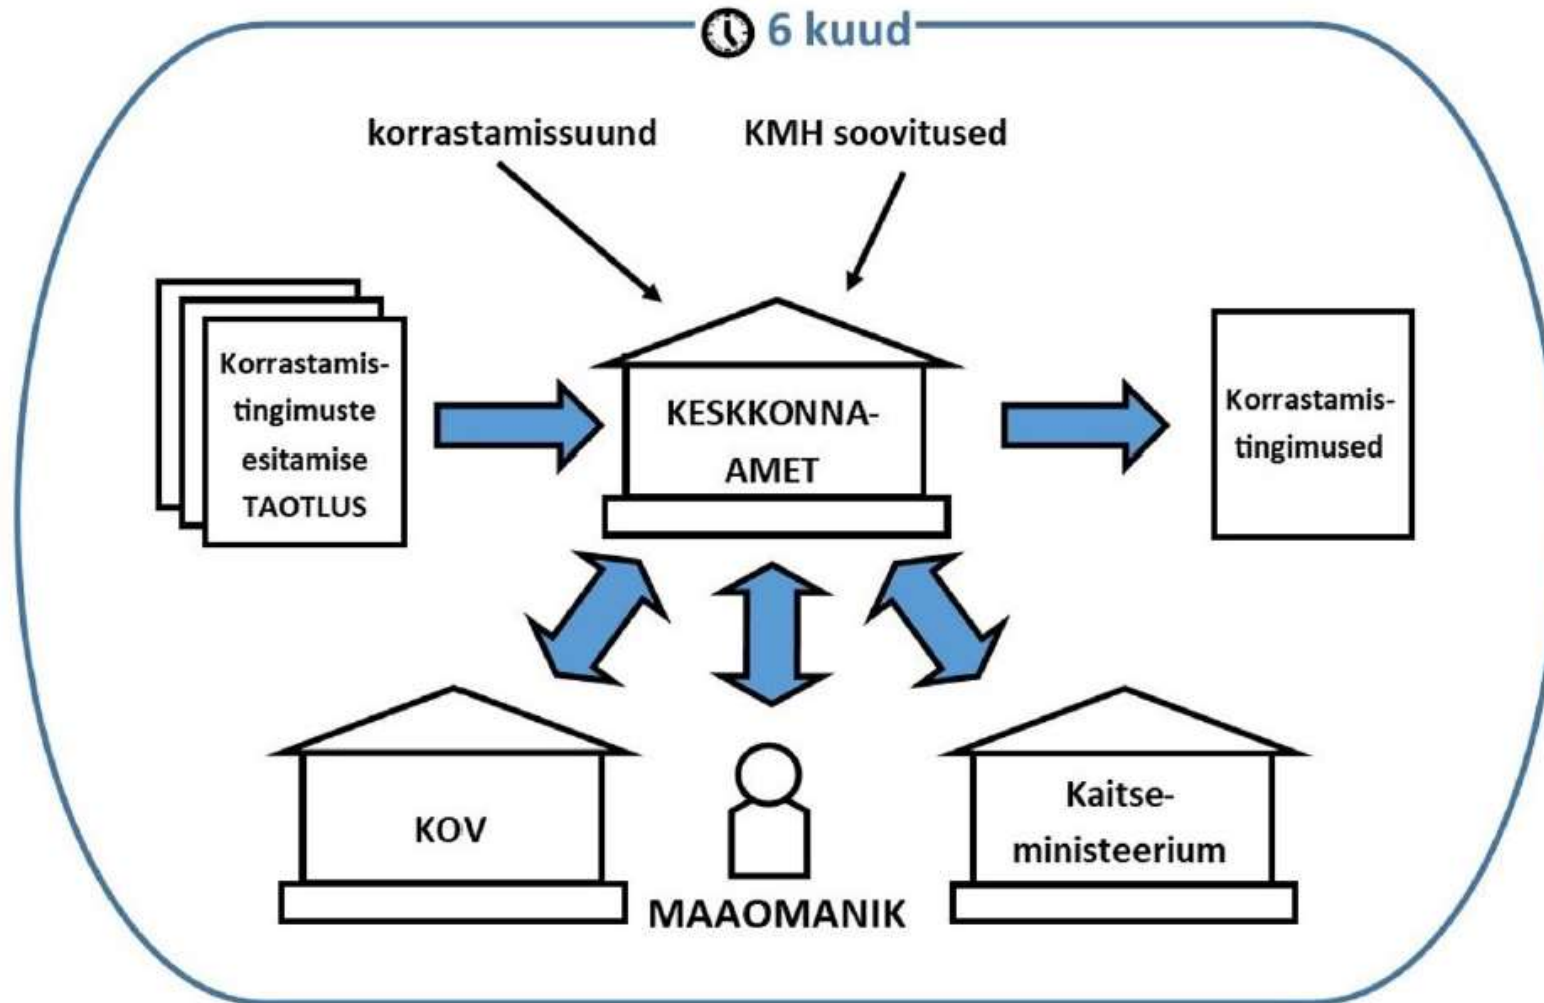 6 kuud
korrastamissuund
KMH soovitused
Korrastamis-
tingimuste
esitamise
TAOTLUS
KESKKONNA-
AMET
Korrastamis-
tingimused
KOV
MAAOMANIK
Kaitse-
ministeerium